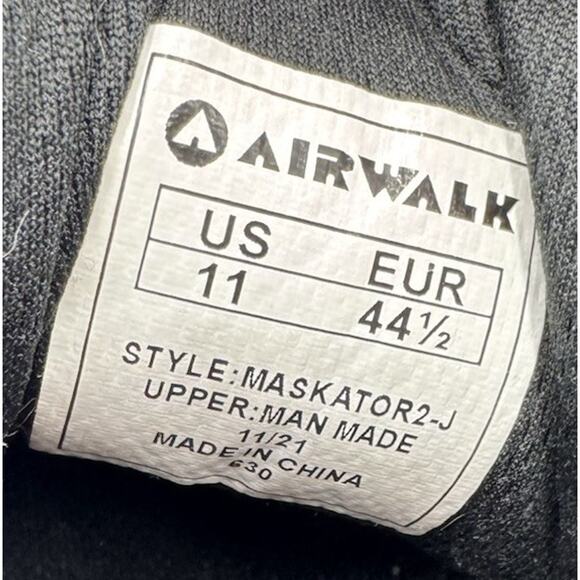 AIRWALK
US EUR
11 44½
STYLE:MASKATOR2-J
UPPER:MAN MADE
11/21
MADE IN CHINA
630